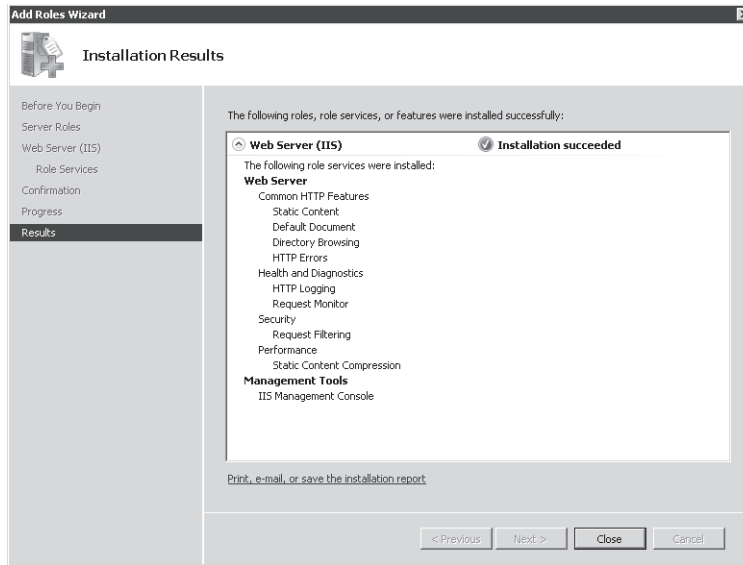 Add Roles Wizard
Installation Results
Before You Begin
Server Roles
Web Server (IIS)
Role Services
Confirmation
Progress
Results
The following roles, role services, or features were installed successfully:
Web Server (IIS) Installation succeeded
The following role services were installed:
Web Server
Common HTTP Features
Static Content
Default Document
Directory Browsing
HTTP Errors
Health and Diagnostics
HTTP Logging
Request Monitor
Security
Request Filtering
Performance
Static Content Compression
Management Tools
IIS Management Console
Print, e-mail, or save the installation report
< Previous Next > Close Cancel